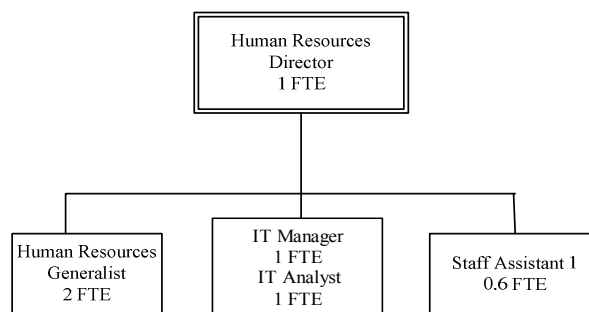 Human Resources
Director
1 FTE
Human Resources
Generalist
2 FTE
IT Manager
1 FTE
IT Analyst
1 FTE
Staff Assistant 1
0.6 FTE